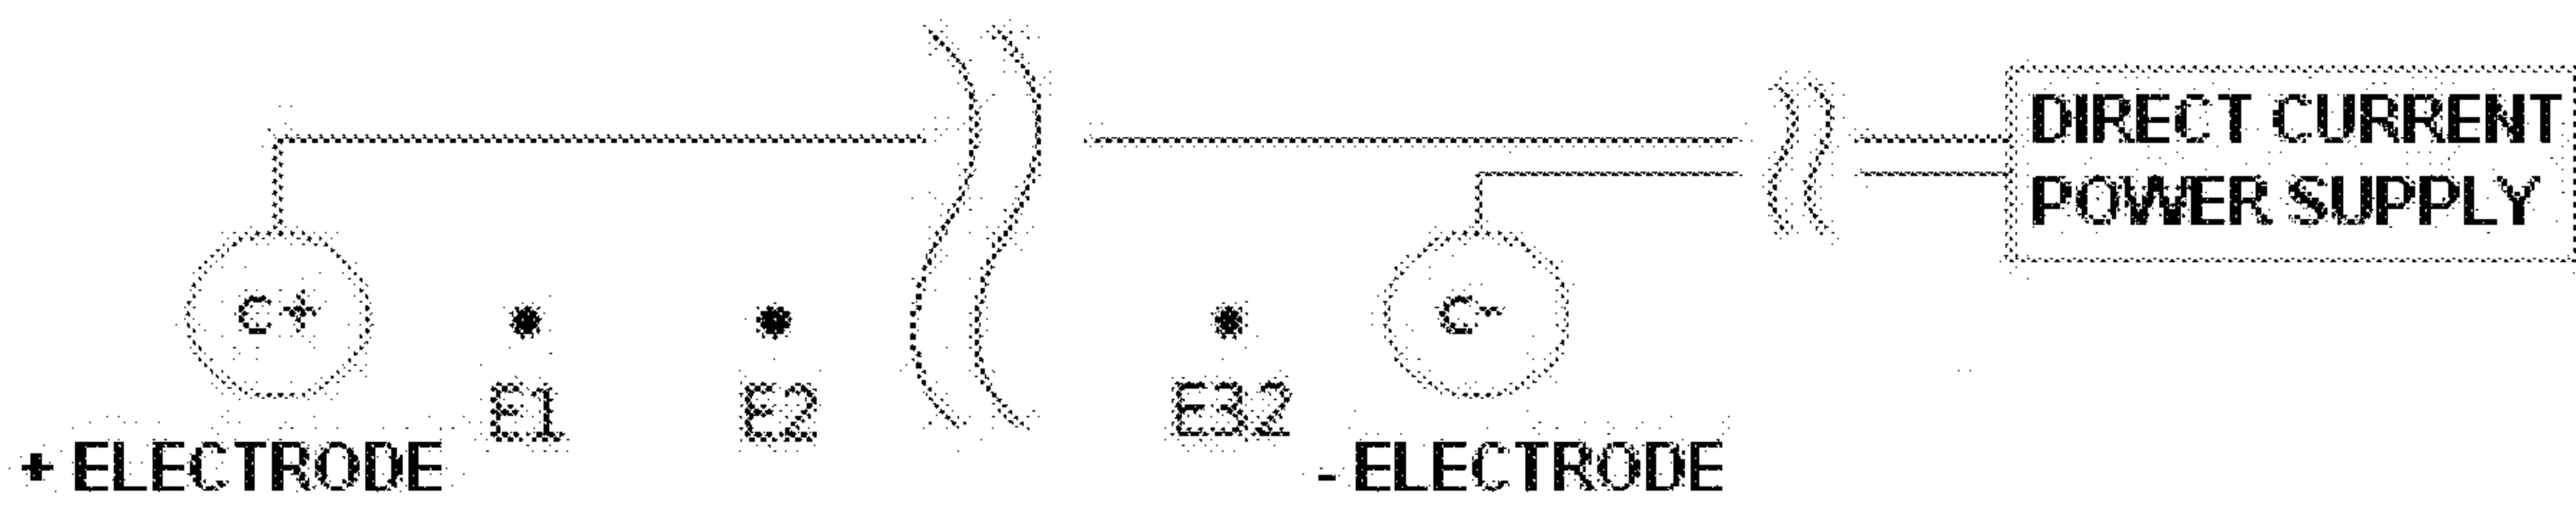 DIRECT CURRENT
POWER SUPPLY
C+
C-
E1
E2
E32
+ ELECTRODE
- ELECTRODE